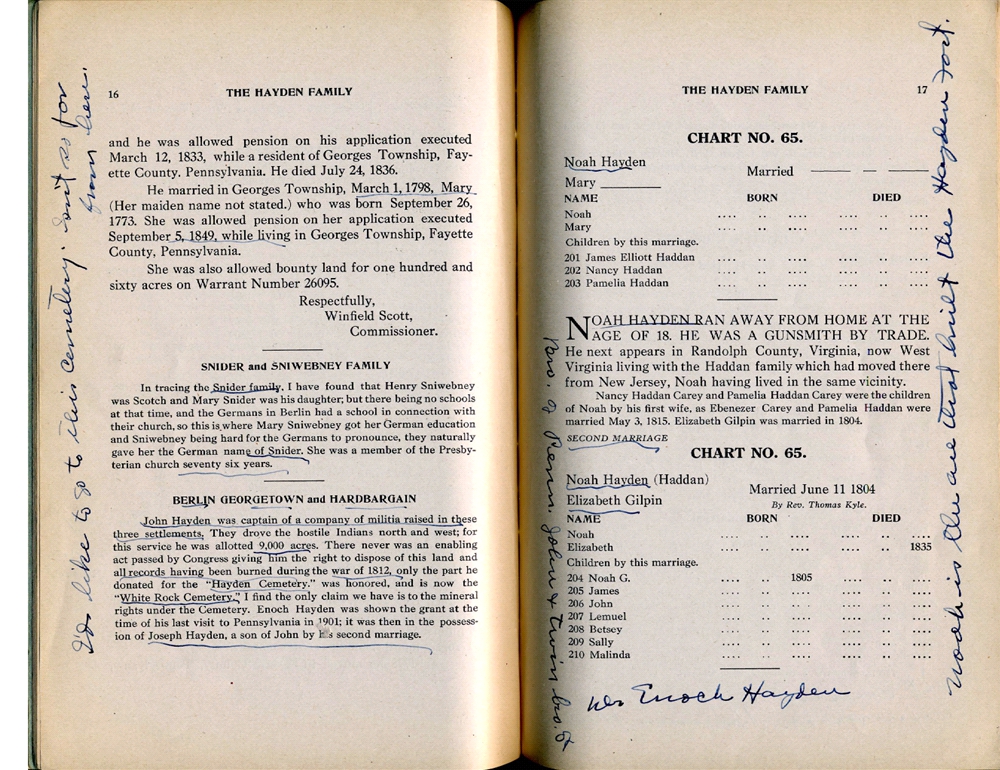 16
THE HAYDEN FAMILY
and he was allowed pension on his application executed
March 12, 1833, while a resident of Georges Township, Fay-
ette County. Pennsylvania. He died July 24, 1836.
He married in Georges Township, March 1, 1798, Mary
(Her maiden name not stated.) who was born September 26,
1773. She was allowed pension on her application executed
September 5, 1849, while living in Georges Township, Fayette
County, Pennsylvania.
She was also allowed bounty land for one hundred and
sixty acres on Warrant Number 26095.
Respectfully,
Winfield Scott,
Commissioner.
SNIDER and SNIWEBNEY FAMILY
In tracing the Snider family, I have found that Henry Sniwebney
was Scotch and Mary Snider was his daughter; but there being no schools
at that time, and the Germans in Berlin had a school in connection with
their church, so this is where Mary Sniwebney got her German education
and Sniwebney being hard for the Germans to pronounce, they naturally
gave her the German name of Snider. She was a member of the Presby-
terian church seventy six years.
BERLIN GEORGETOWN and HARDBARGAIN
John Hayden was captain of a company of militia raised in these
three settlements. They drove the hostile Indians north and west; for
this service he was allotted 9,000 acres. There never was an enabling
act passed by Congress giving him the right to dispose of this land and
all records having been burned during the war of 1812, only the part he
donated for the "Hayden Cemetery." was honored, and is now the
"White Rock Cemetery." I find the only claim we have is to the mineral
rights under the Cemetery. Enoch Hayden was shown the grant at the
time of his last visit to Pennsylvania in 1901; it was then in the posses-
ion of Joseph Hayden, a son of John by his second marriage.
I'd like to go to this cemetery. isn't so far
from here.
THE HAYDEN FAMILY
17
CHART NO. 65.
Noah Hayden
Married —— — ——
Mary ________
NAME BORN DIED
Noah .... .. .... .... .. ....
Mary .... .. .... .... .. ....
Children by this marriage.
201 James Elliott Haddan .... .. .... .... .. ....
202 Nancy Haddan .... .. .... .... .. ....
203 Pamelia Haddan .... .. .... .... .. ....
NOAH HAYDEN RAN AWAY FROM HOME AT THE
AGE OF 18. HE WAS A GUNSMITH BY TRADE.
He next appears in Randolph County, Virginia, now West
Virginia living with the Haddan family which had moved there
from New Jersey, Noah having lived in the same vicinity.
Nancy Haddan Carey and Pamelia Haddan Carey were the children
of Noah by his first wife, as Ebenezer Carey and Pamelia Haddan were
married May 3, 1815. Elizabeth Gilpin was married in 1804.
SECOND MARRIAGE
CHART NO. 65.
Noah Hayden (Haddan)
Married June 11 1804
Elizabeth Gilpin
By Rev. Thomas Kyle.
NAME BORN DIED
Noah .... .. .... .... .. ....
Elizabeth .... .. .... .... .. 1835
Children by this marriage.
204 Noah G. .... .. 1805 .... .. ....
205 James .... .. .... .... .. ....
206 John .... .. .... .... .. ....
207 Lemuel .... .. .... .... .. ....
208 Betsey .... .. .... .... .. ....
209 Sally .... .. .... .... .. ....
210 Malinda .... .. .... .... .. ....
Bro. of Penn. John & twin bro. of
Enoch Hayden
Noah is the one that built the Hayden Fort.